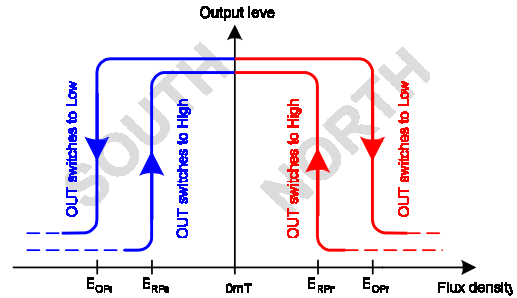 Output leve
SOUTH
NORTH
OUT switches to Low
OUT switches to High
OUT switches to High
OUT switches to Low
E_OPs E_RPs 0mT E_RPr E_OPr Flux density